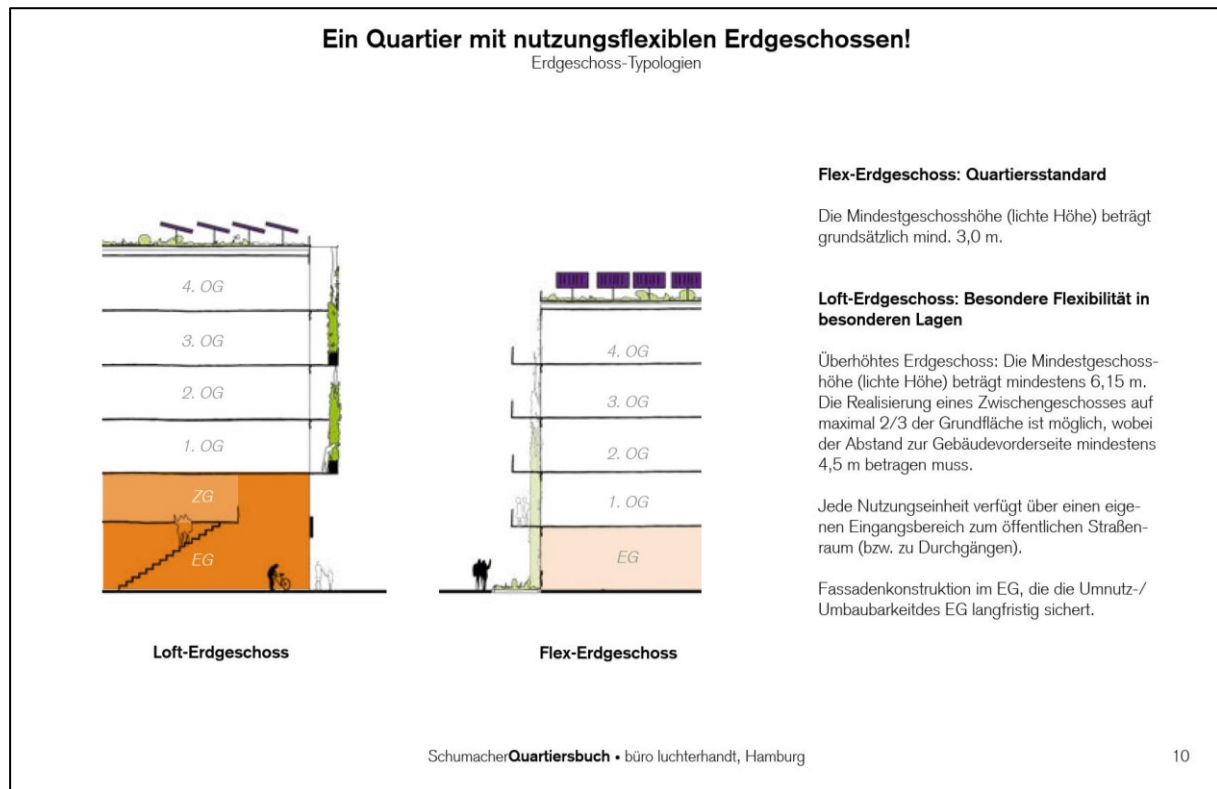 Ein Quartier mit nutzungsflexiblen Erdgeschossen!
Erdgeschoss-Typologien
4. OG
3. OG
2. OG
1. OG
ZG
EG
Loft-Erdgeschoss
4. OG
3. OG
2. OG
1. OG
EG
Flex-Erdgeschoss
Flex-Erdgeschoss: Quartiersstandard
Die Mindestgeschosshöhe (lichte Höhe) beträgt
grundsätzlich mind. 3,0 m.
Loft-Erdgeschoss: Besondere Flexibilität in
besonderen Lagen
Überhöhtes Erdgeschoss: Die Mindestgeschoss-
höhe (lichte Höhe) beträgt mindestens 6,15 m.
Die Realisierung eines Zwischengeschosses auf
maximal 2/3 der Grundfläche ist möglich, wobei
der Abstand zur Gebäudevorderseite mindestens
4,5 m betragen muss.
Jede Nutzungseinheit verfügt über einen eige-
nen Eingangsbereich zum öffentlichen Straßen-
raum (bzw. zu Durchgängen).
Fassadenkonstruktion im EG, die die Umnutz-/
Umbaubarkeitdes EG langfristig sichert.
SchumacherQuartiersbuch • büro luchterhandt, Hamburg
10